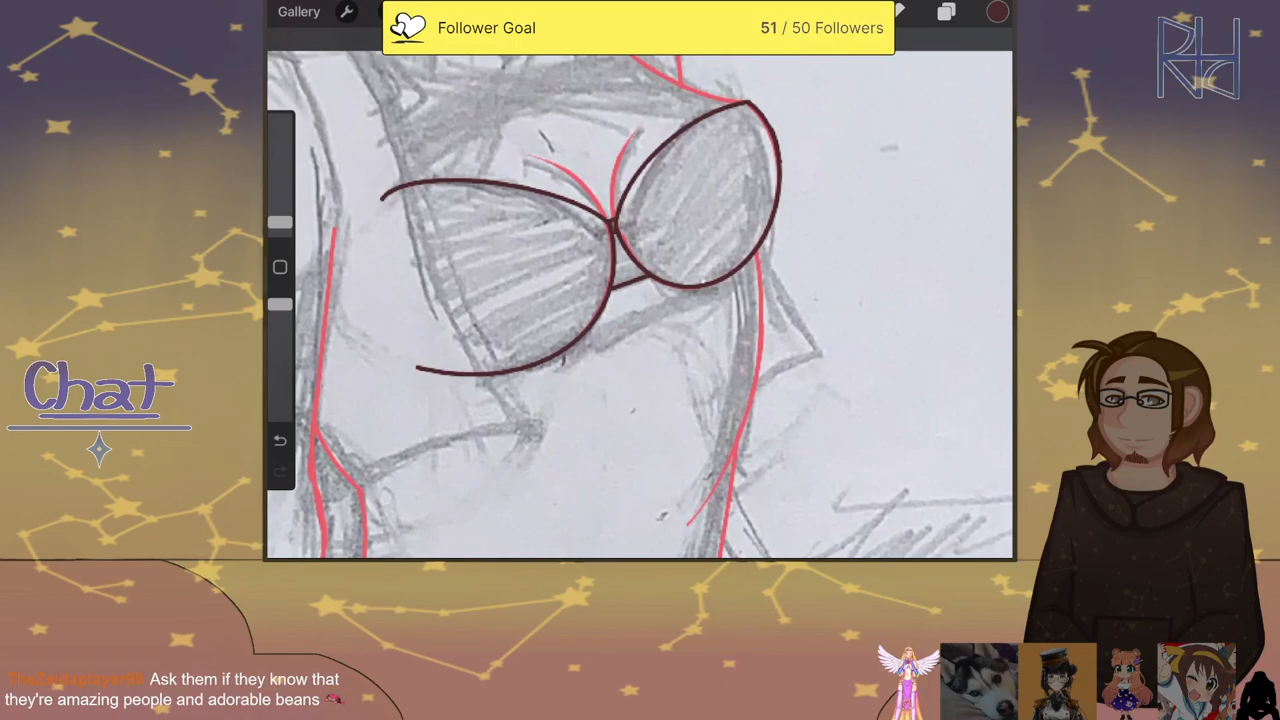 Gallery
Follower Goal 51 / 50 Followers
Chat
Ask them if they know that
they're amazing people and adorable beans